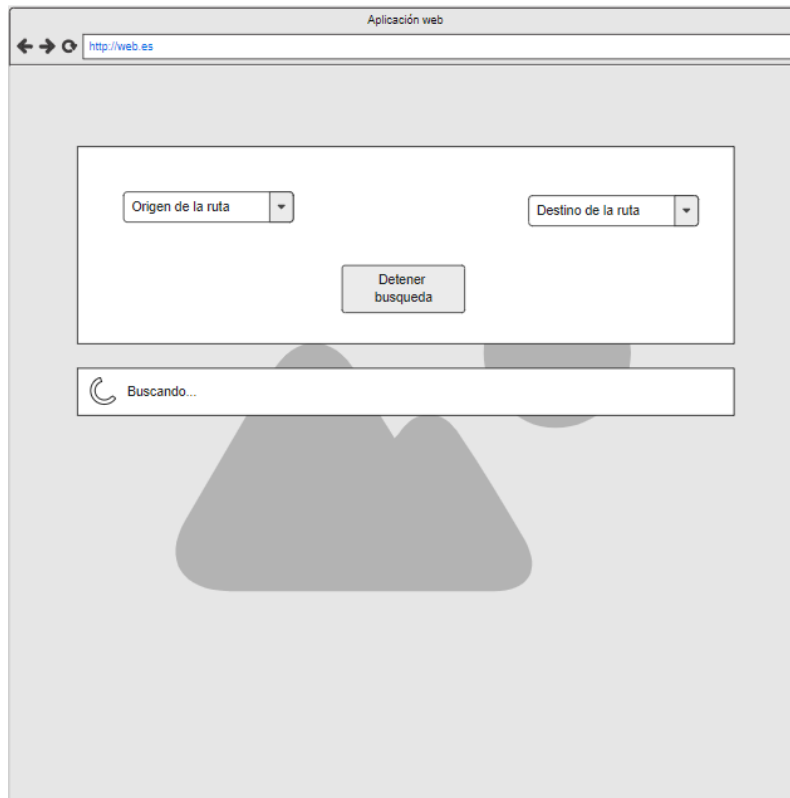 Aplicación web
http://web.es
Origen de la ruta
Destino de la ruta
Detener
busqueda
Buscando...